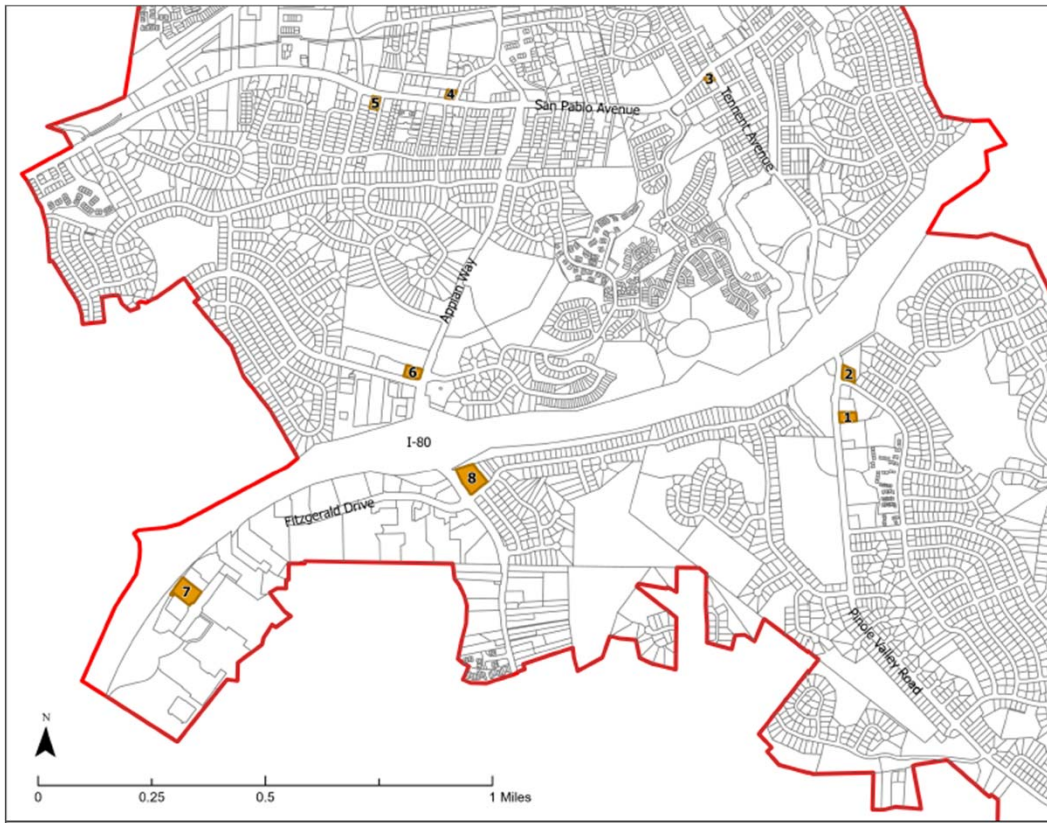 3
4
5
San Pablo Avenue
Tennent Avenue
Appian Way
6
2
1
I-80
8
Fitzgerald Drive
7
Pinole Valley Road
N
0
0.25
0.5
1 Miles